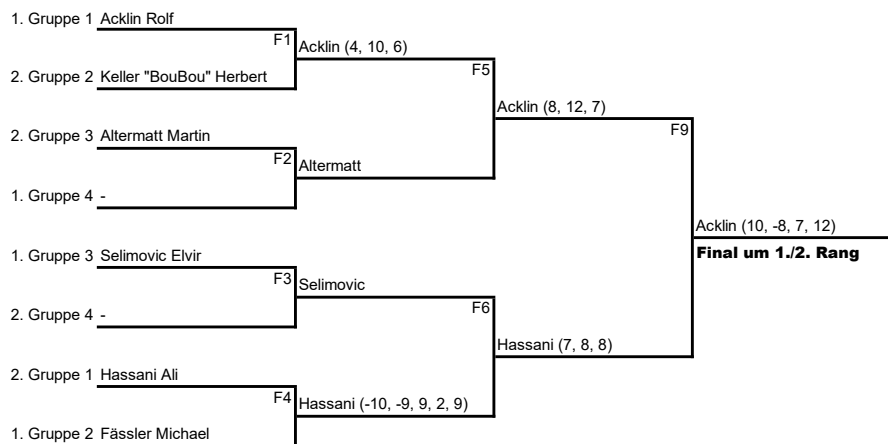 1. Gruppe 1 Acklin Rolf
F1 Acklin (4, 10, 6)
2. Gruppe 2 Keller "BouBou" Herbert
F5
Acklin (8, 12, 7)
2. Gruppe 3 Altermatt Martin
F9
F2 Altermatt
1. Gruppe 4 -
Acklin (10, -8, 7, 12)
Final um 1./2. Rang
1. Gruppe 3 Selimovic Elvir
F3 Selimovic
2. Gruppe 4 -
F6
Hassani (7, 8, 8)
2. Gruppe 1 Hassani Ali
F4 Hassani (-10, -9, 9, 2, 9)
1. Gruppe 2 Fässler Michael